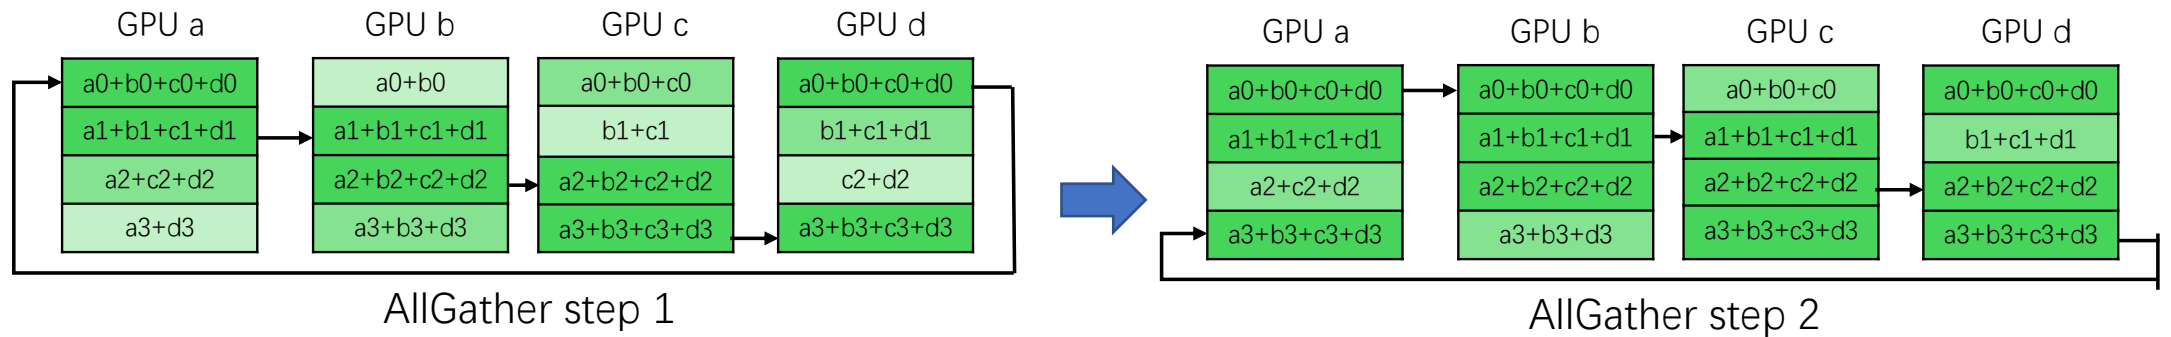 GPU a GPU b GPU c GPU d
a0+b0+c0+d0 a0+b0 a0+b0+c0 a0+b0+c0+d0
a1+b1+c1+d1 a1+b1+c1+d1 b1+c1 b1+c1+d1
a2+c2+d2 a2+b2+c2+d2 a2+b2+c2+d2 c2+d2
a3+d3 a3+b3+d3 a3+b3+c3+d3 a3+b3+c3+d3
AllGather step 1
GPU a GPU b GPU c GPU d
a0+b0+c0+d0 a0+b0+c0+d0 a0+b0+c0 a0+b0+c0+d0
a1+b1+c1+d1 a1+b1+c1+d1 a1+b1+c1+d1 b1+c1+d1
a2+c2+d2 a2+b2+c2+d2 a2+b2+c2+d2 a2+b2+c2+d2
a3+b3+c3+d3 a3+b3+d3 a3+b3+c3+d3 a3+b3+c3+d3
AllGather step 2